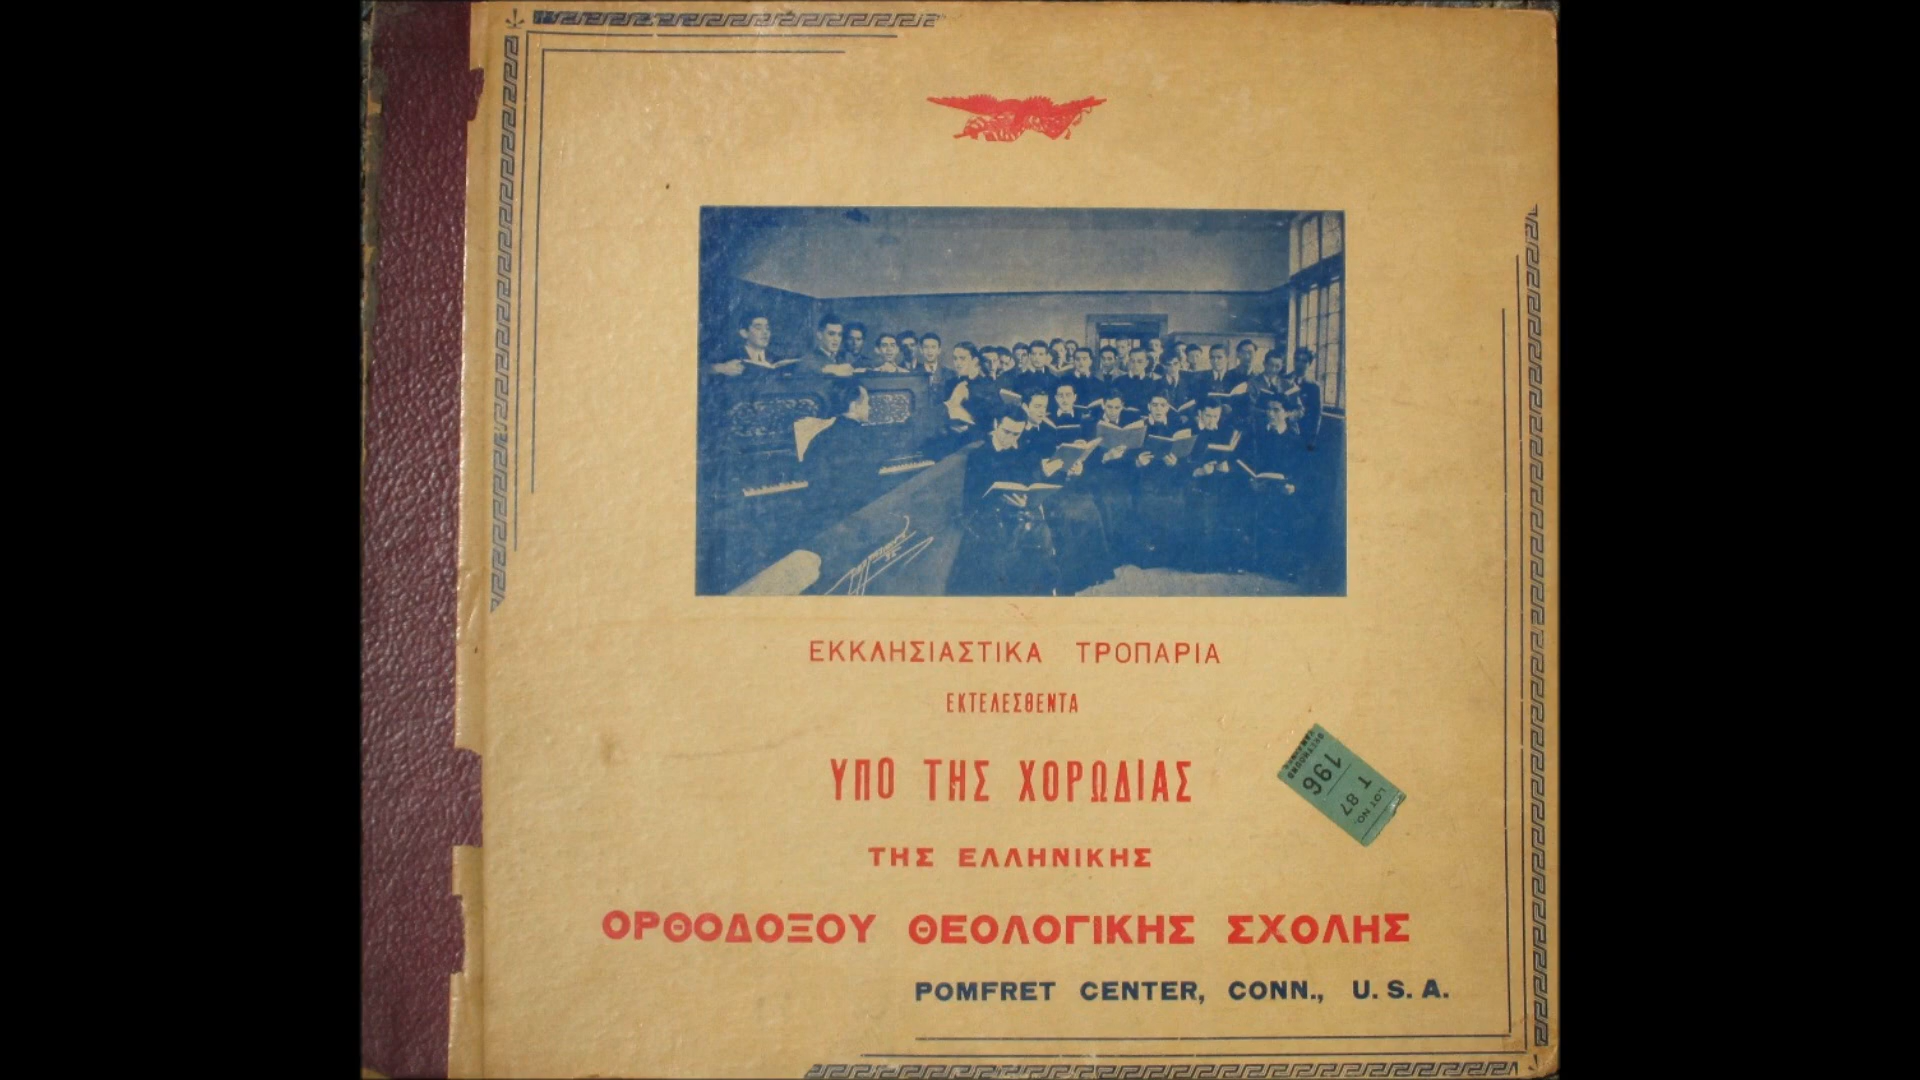 ΕΚΚΛΗΣΙΑΣΤΙΚΑ ΤΡΟΠΑΡΙΑ
ΕΚΤΕΛΕΣΘΕΝΤΑ
ΥΠΟ ΤΗΣ ΧΟΡΩΔΙΑΣ
ΤΗΣ ΕΛΛΗΝΙΚΗΣ
ΟΡΘΟΔΟΞΟΥ ΘΕΟΛΟΓΙΚΗΣ ΣΧΟΛΗΣ
POMFRET CENTER, CONN., U. S. A.
LOT NO.
T 87
196